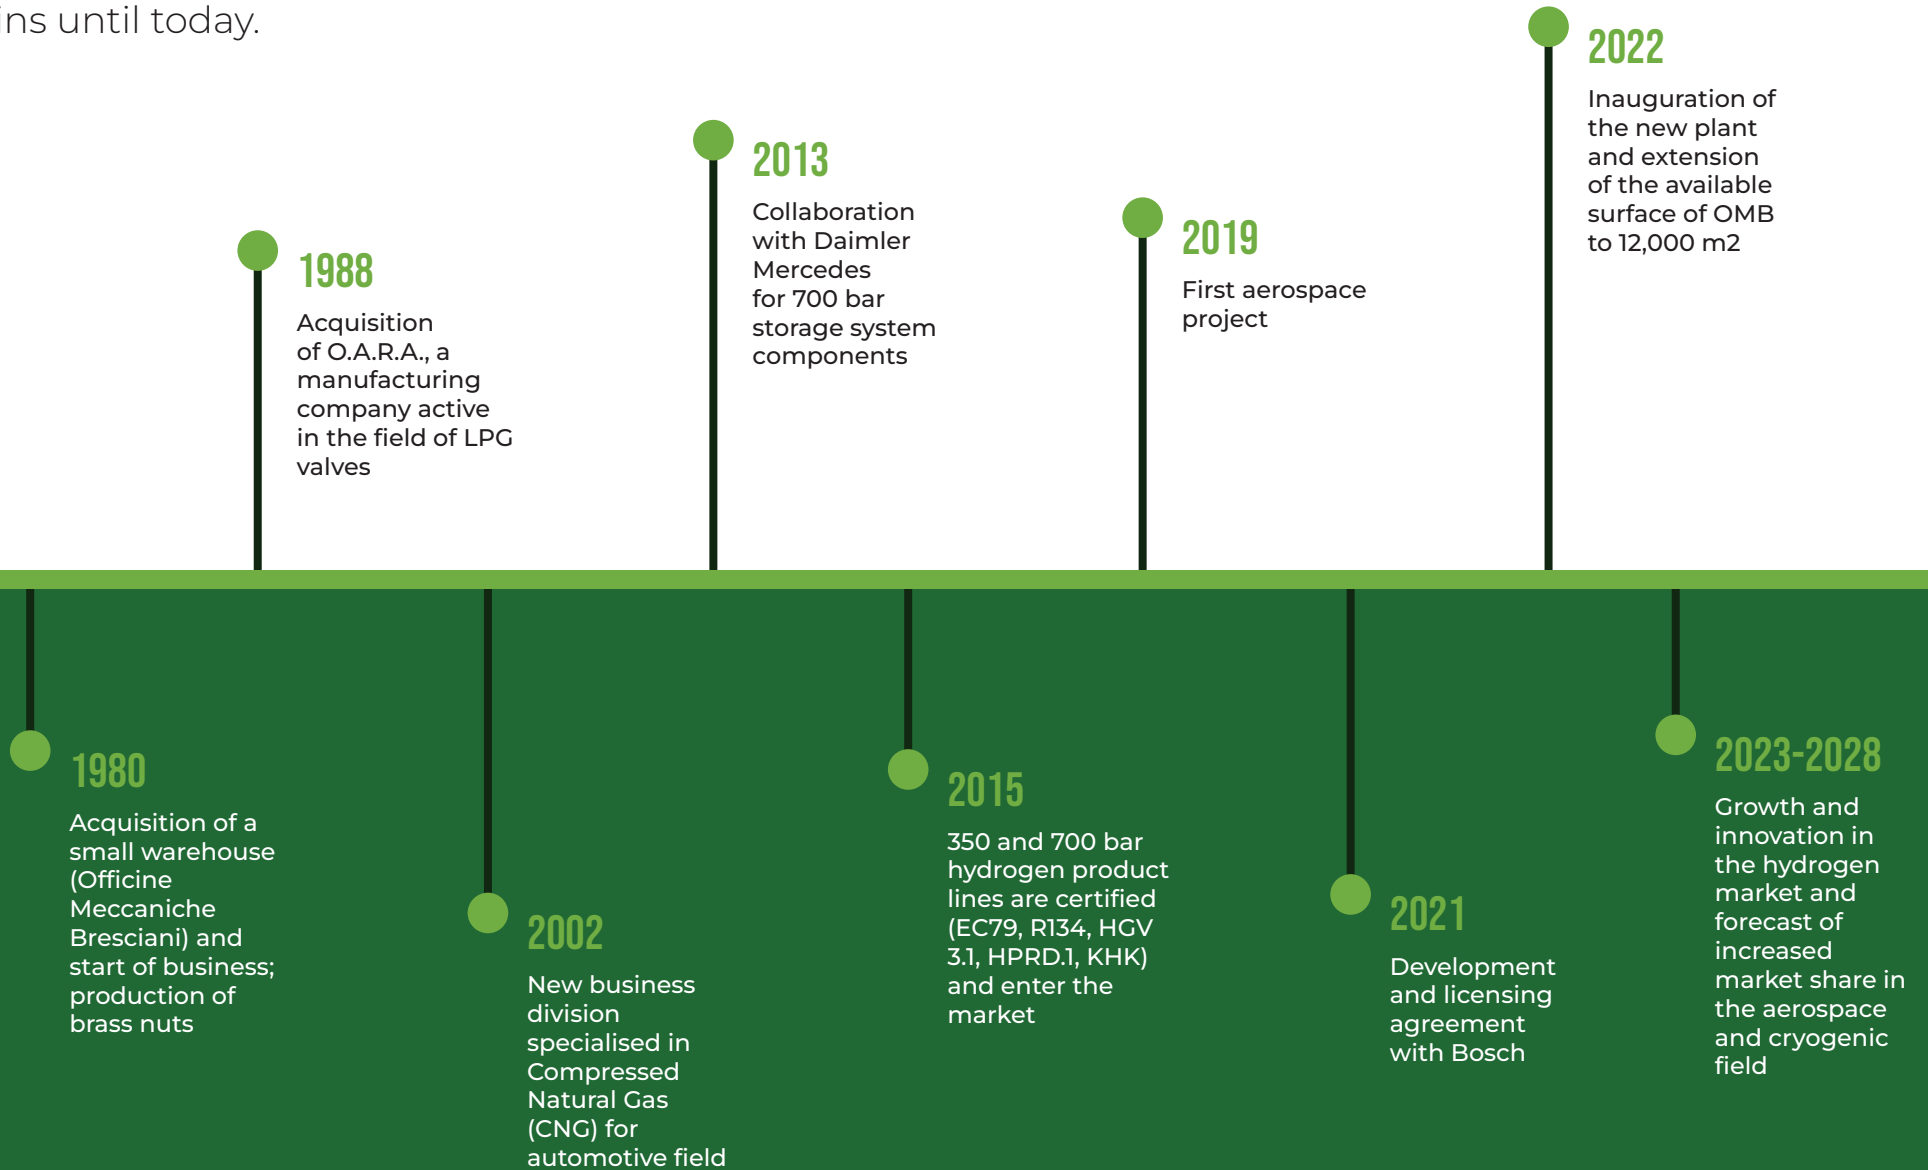 ins until today.
1980
Acquisition of a
small warehouse
(Officine
Meccaniche
Bresciani) and
start of business;
production of
brass nuts
1988
Acquisition
of O.A.R.A., a
manufacturing
company active
in the field of LPG
valves
2002
New business
division
specialised in
Compressed
Natural Gas
(CNG) for
automotive field
2013
Collaboration
with Daimler
Mercedes
for 700 bar
storage system
components
2015
350 and 700 bar
hydrogen product
lines are certified
(EC79, R134, HGV
3.1, HPRD.1, KHK)
and enter the
market
2019
First aerospace
project
2021
Development
and licensing
agreement
with Bosch
2022
Inauguration of
the new plant
and extension
of the available
surface of OMB
to 12,000 m2
2023-2028
Growth and
innovation in
the hydrogen
market and
forecast of
increased
market share in
the aerospace
and cryogenic
field